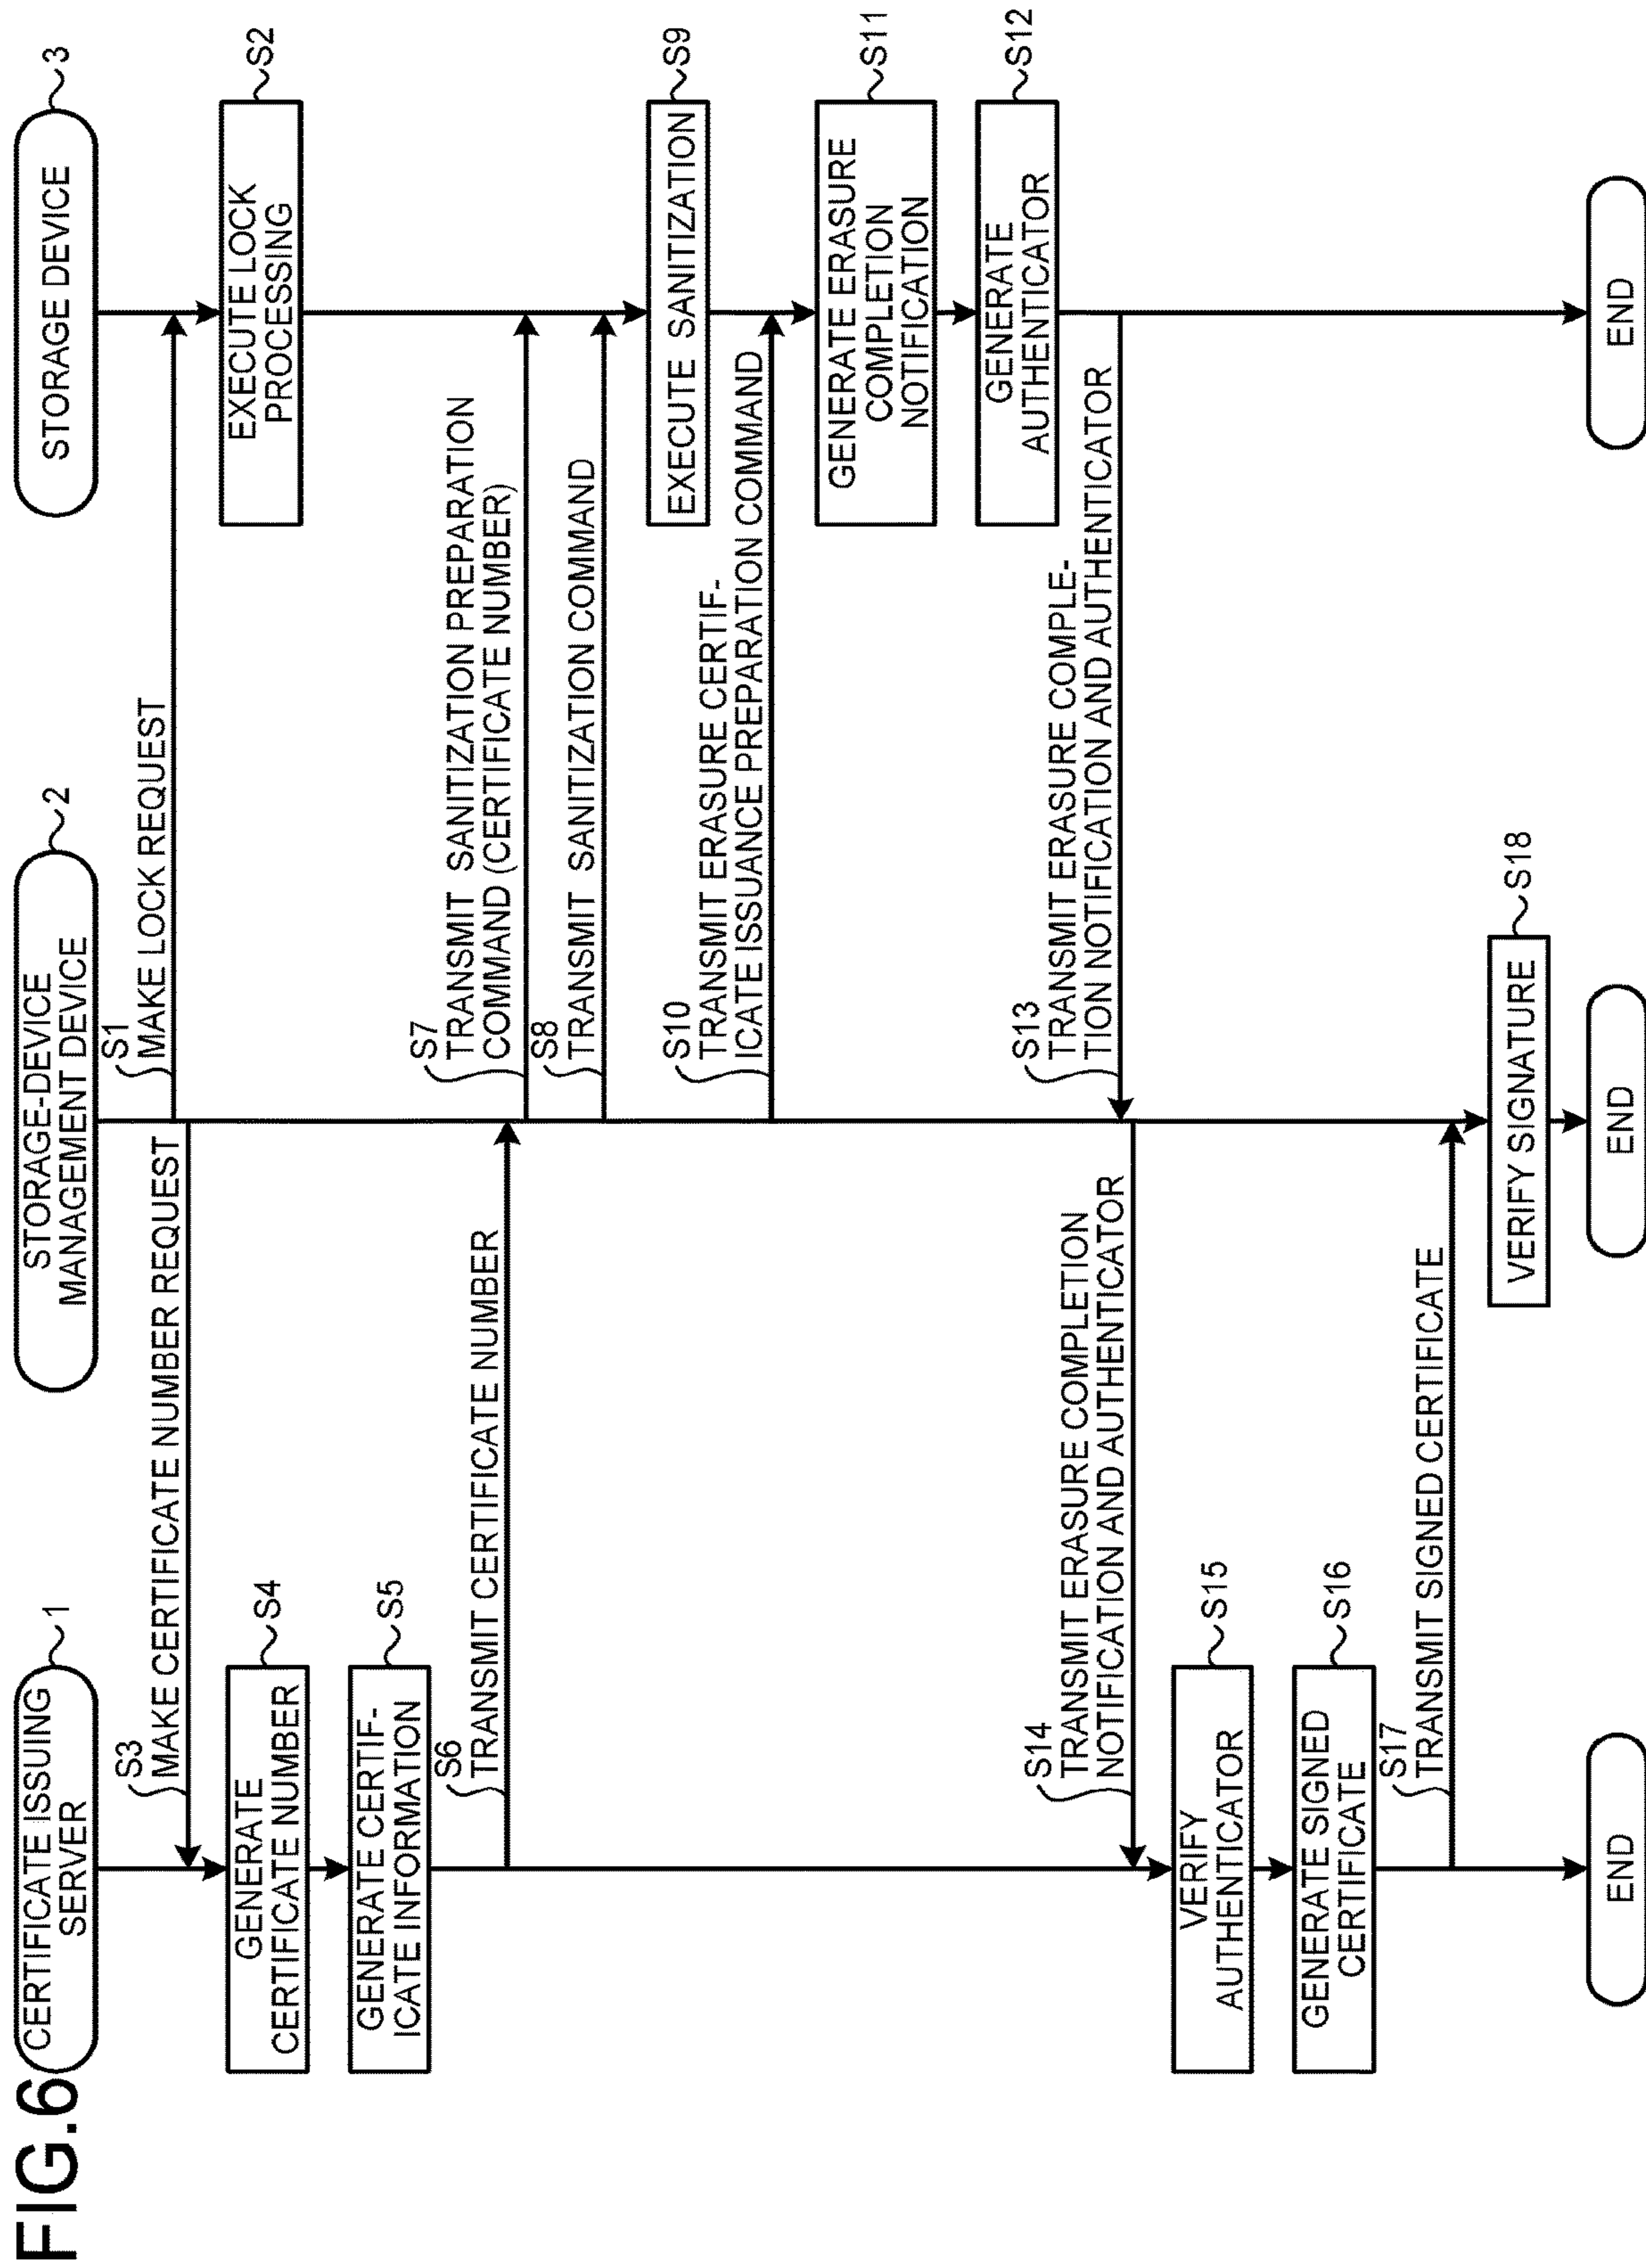 FIG.6
CERTIFICATE ISSUING
SERVER
1
STORAGE-DEVICE
MANAGEMENT DEVICE
2
STORAGE DEVICE
3
S1
MAKE LOCK REQUEST
EXECUTE LOCK
PROCESSING
S2
S3
MAKE CERTIFICATE NUMBER REQUEST
GENERATE
CERTIFICATE NUMBER
S4
GENERATE CERTIF-
ICATE INFORMATION
S5
S6
TRANSMIT CERTIFICATE NUMBER
S7
TRANSMIT SANITIZATION PREPARATION
COMMAND (CERTIFICATE NUMBER)
S8
TRANSMIT SANITIZATION COMMAND
EXECUTE SANITIZATION
S9
S10
TRANSMIT ERASURE CERTIF-
ICATE ISSUANCE PREPARATION COMMAND
GENERATE ERASURE
COMPLETION
NOTIFICATION
S11
GENERATE
AUTHENTICATOR
S12
S13
TRANSMIT ERASURE COMPLE-
TION NOTIFICATION AND AUTHENTICATOR
S14
TRANSMIT ERASURE COMPLETION
NOTIFICATION AND AUTHENTICATOR
VERIFY
AUTHENTICATOR
S15
GENERATE SIGNED
CERTIFICATE
S16
S17
TRANSMIT SIGNED CERTIFICATE
VERIFY SIGNATURE
S18
END
END
END